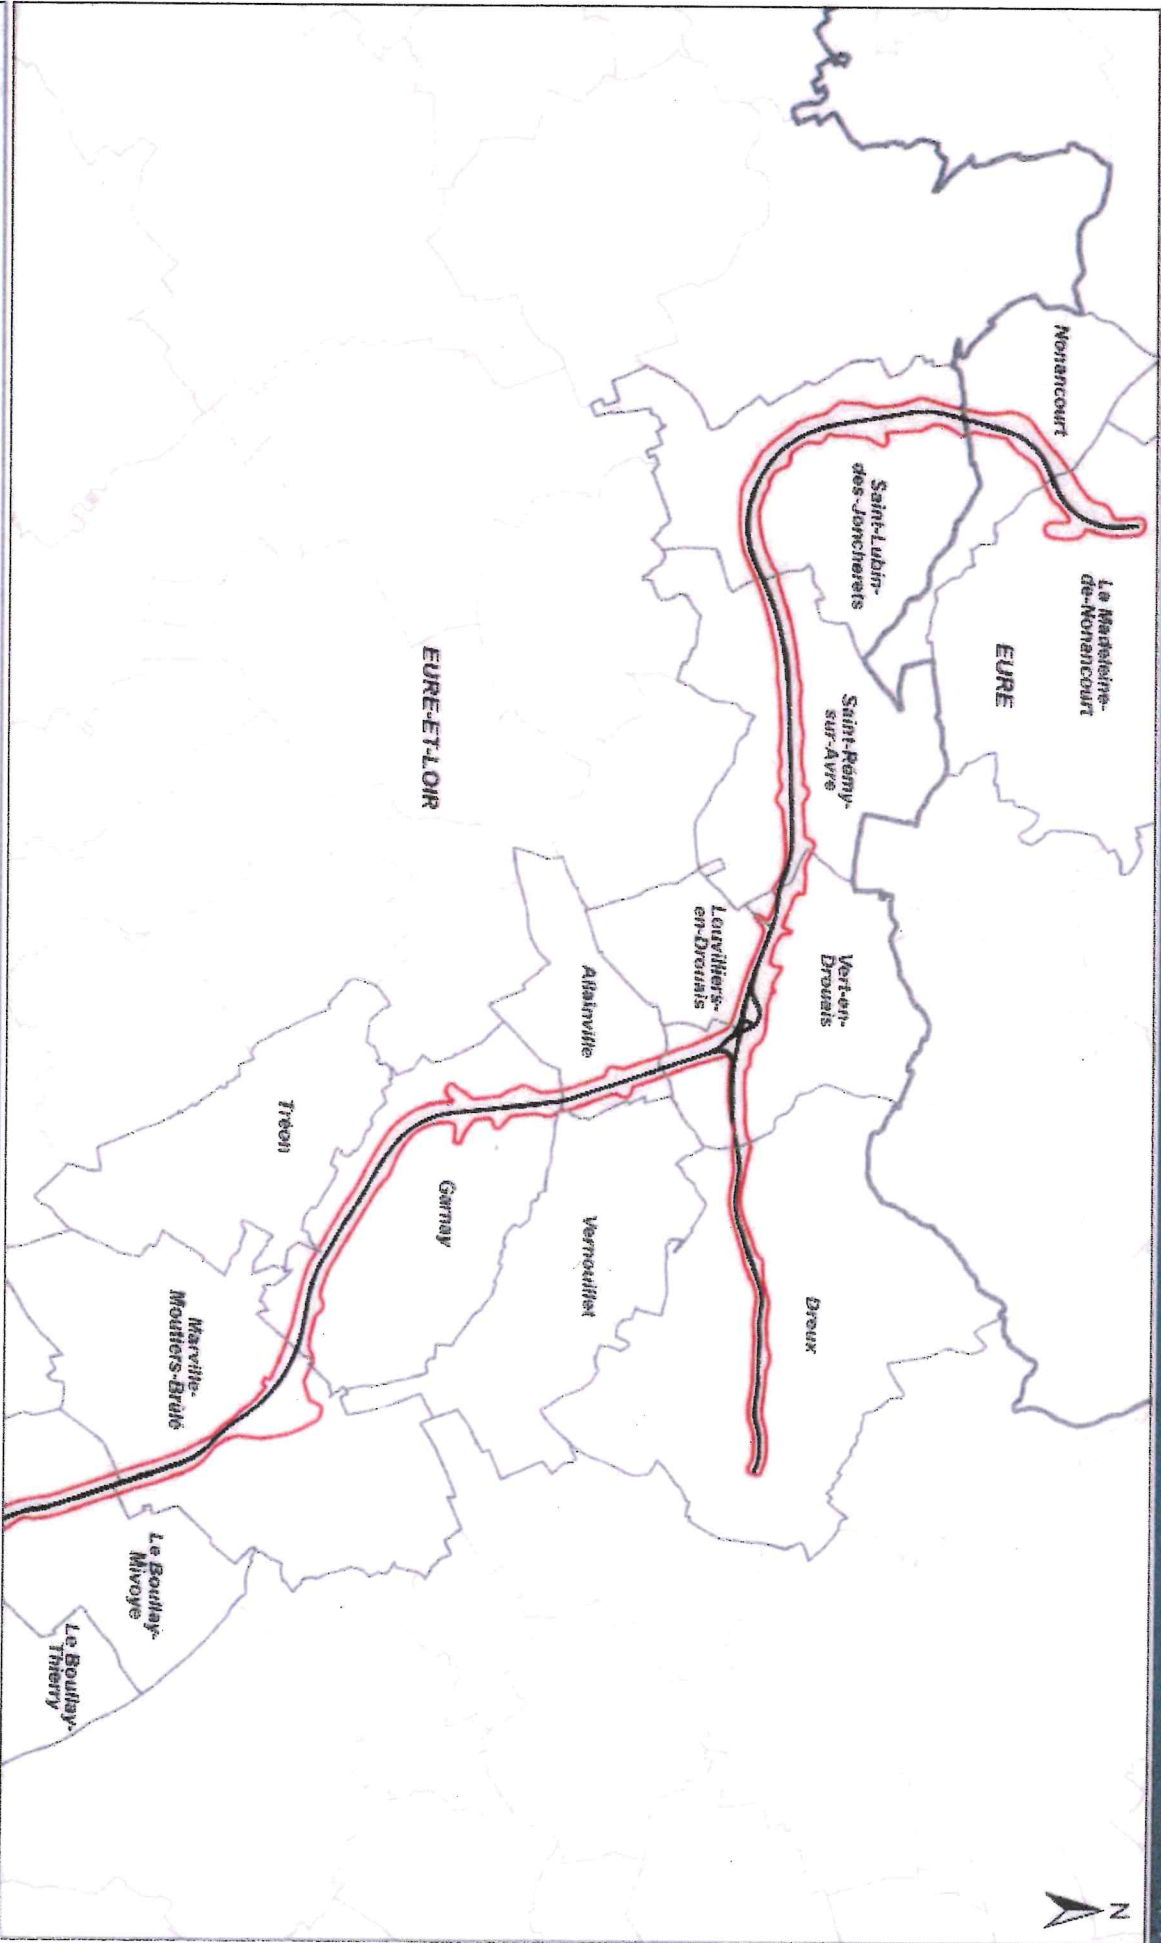 N
La Madeleine-
de-Nonancourt
Nonancourt
EURE
Saint-Lubin-
des-Joncherets
Saint-Rémy-
sur-Avre
Vert-en-
Drouais
Dreux
Louvilliers-
en-Drouais
Allainville
Vernouillet
EURE-ET-LOIR
Garnay
Tréon
Marville-
Moutiers-Brûlé
Le Boullay-
Mivoye
Le Boullay-
Thierry